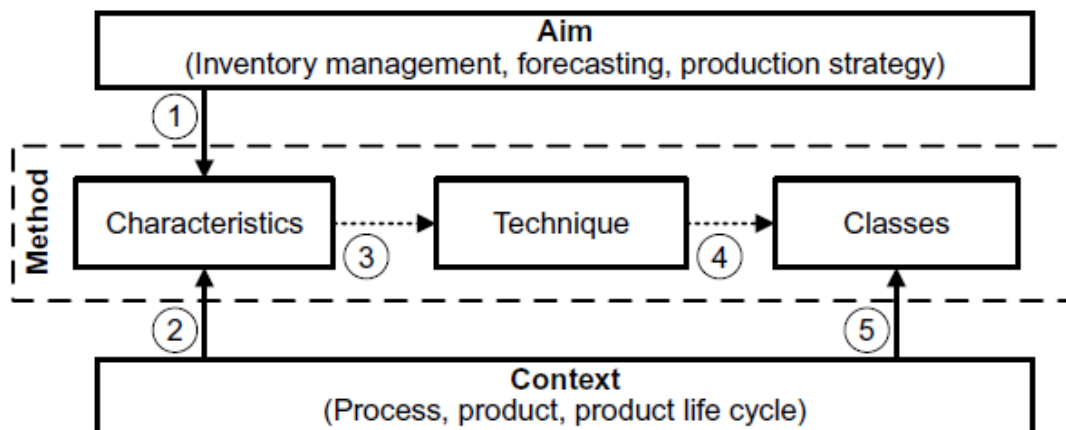 Aim
(Inventory management, forecasting, production strategy)
1
Method
Characteristics
3
Technique
4
Classes
2
5
Context
(Process, product, product life cycle)